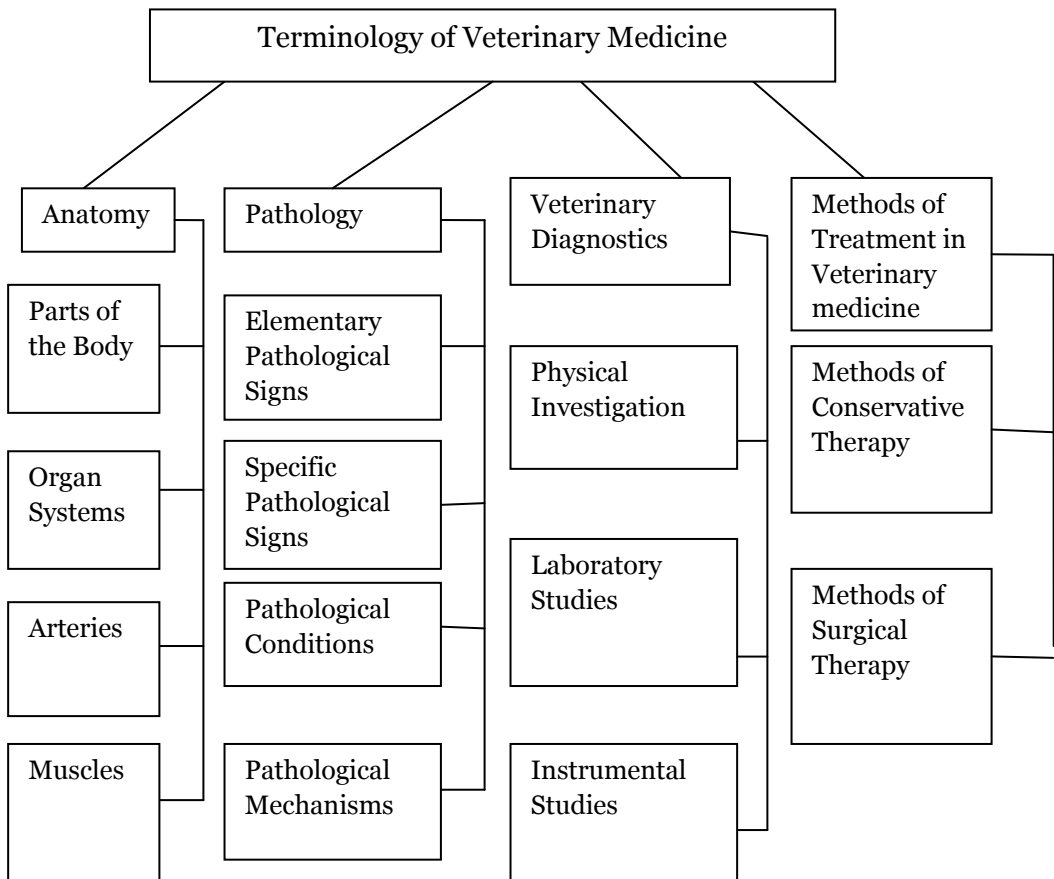 Terminology of Veterinary Medicine
Anatomy
Parts of
the Body
Organ
Systems
Arteries
Muscles
Pathology
Elementary
Pathological
Signs
Specific
Pathological
Signs
Pathological
Conditions
Pathological
Mechanisms
Veterinary
Diagnostics
Physical
Investigation
Laboratory
Studies
Instrumental
Studies
Methods of
Treatment in
Veterinary
medicine
Methods of
Conservative
Therapy
Methods of
Surgical
Therapy